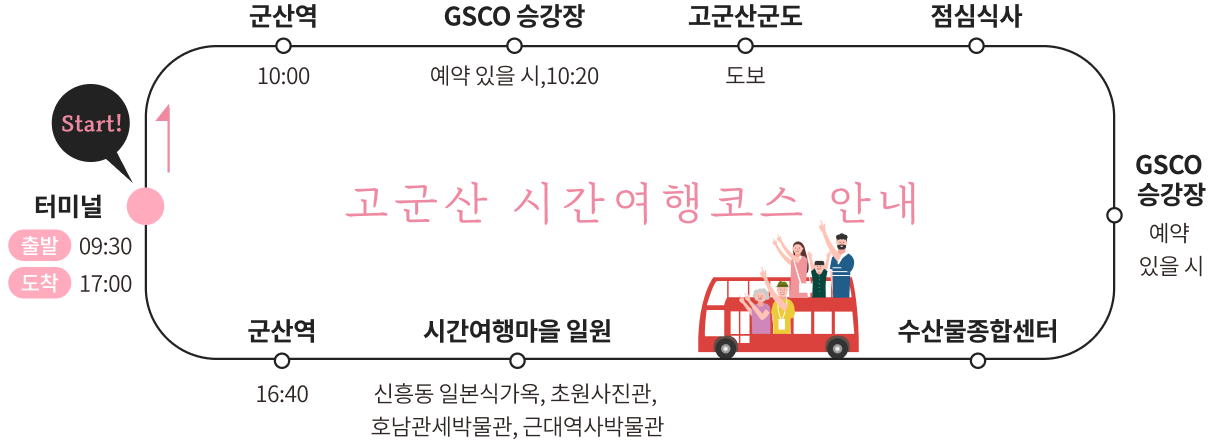 군산역
10:00
GSCO 승강장
예약 있을 시,10:20
고군산군도
도보
점심식사
Start!
터미널
출발 09:30
도착 17:00
고군산 시간여행코스 안내
GSCO
승강장
예약
있을 시
군산역
16:40
시간여행마을 일원
신흥동 일본식가옥, 초원사진관,
호남관세박물관, 근대역사박물관
수산물종합센터